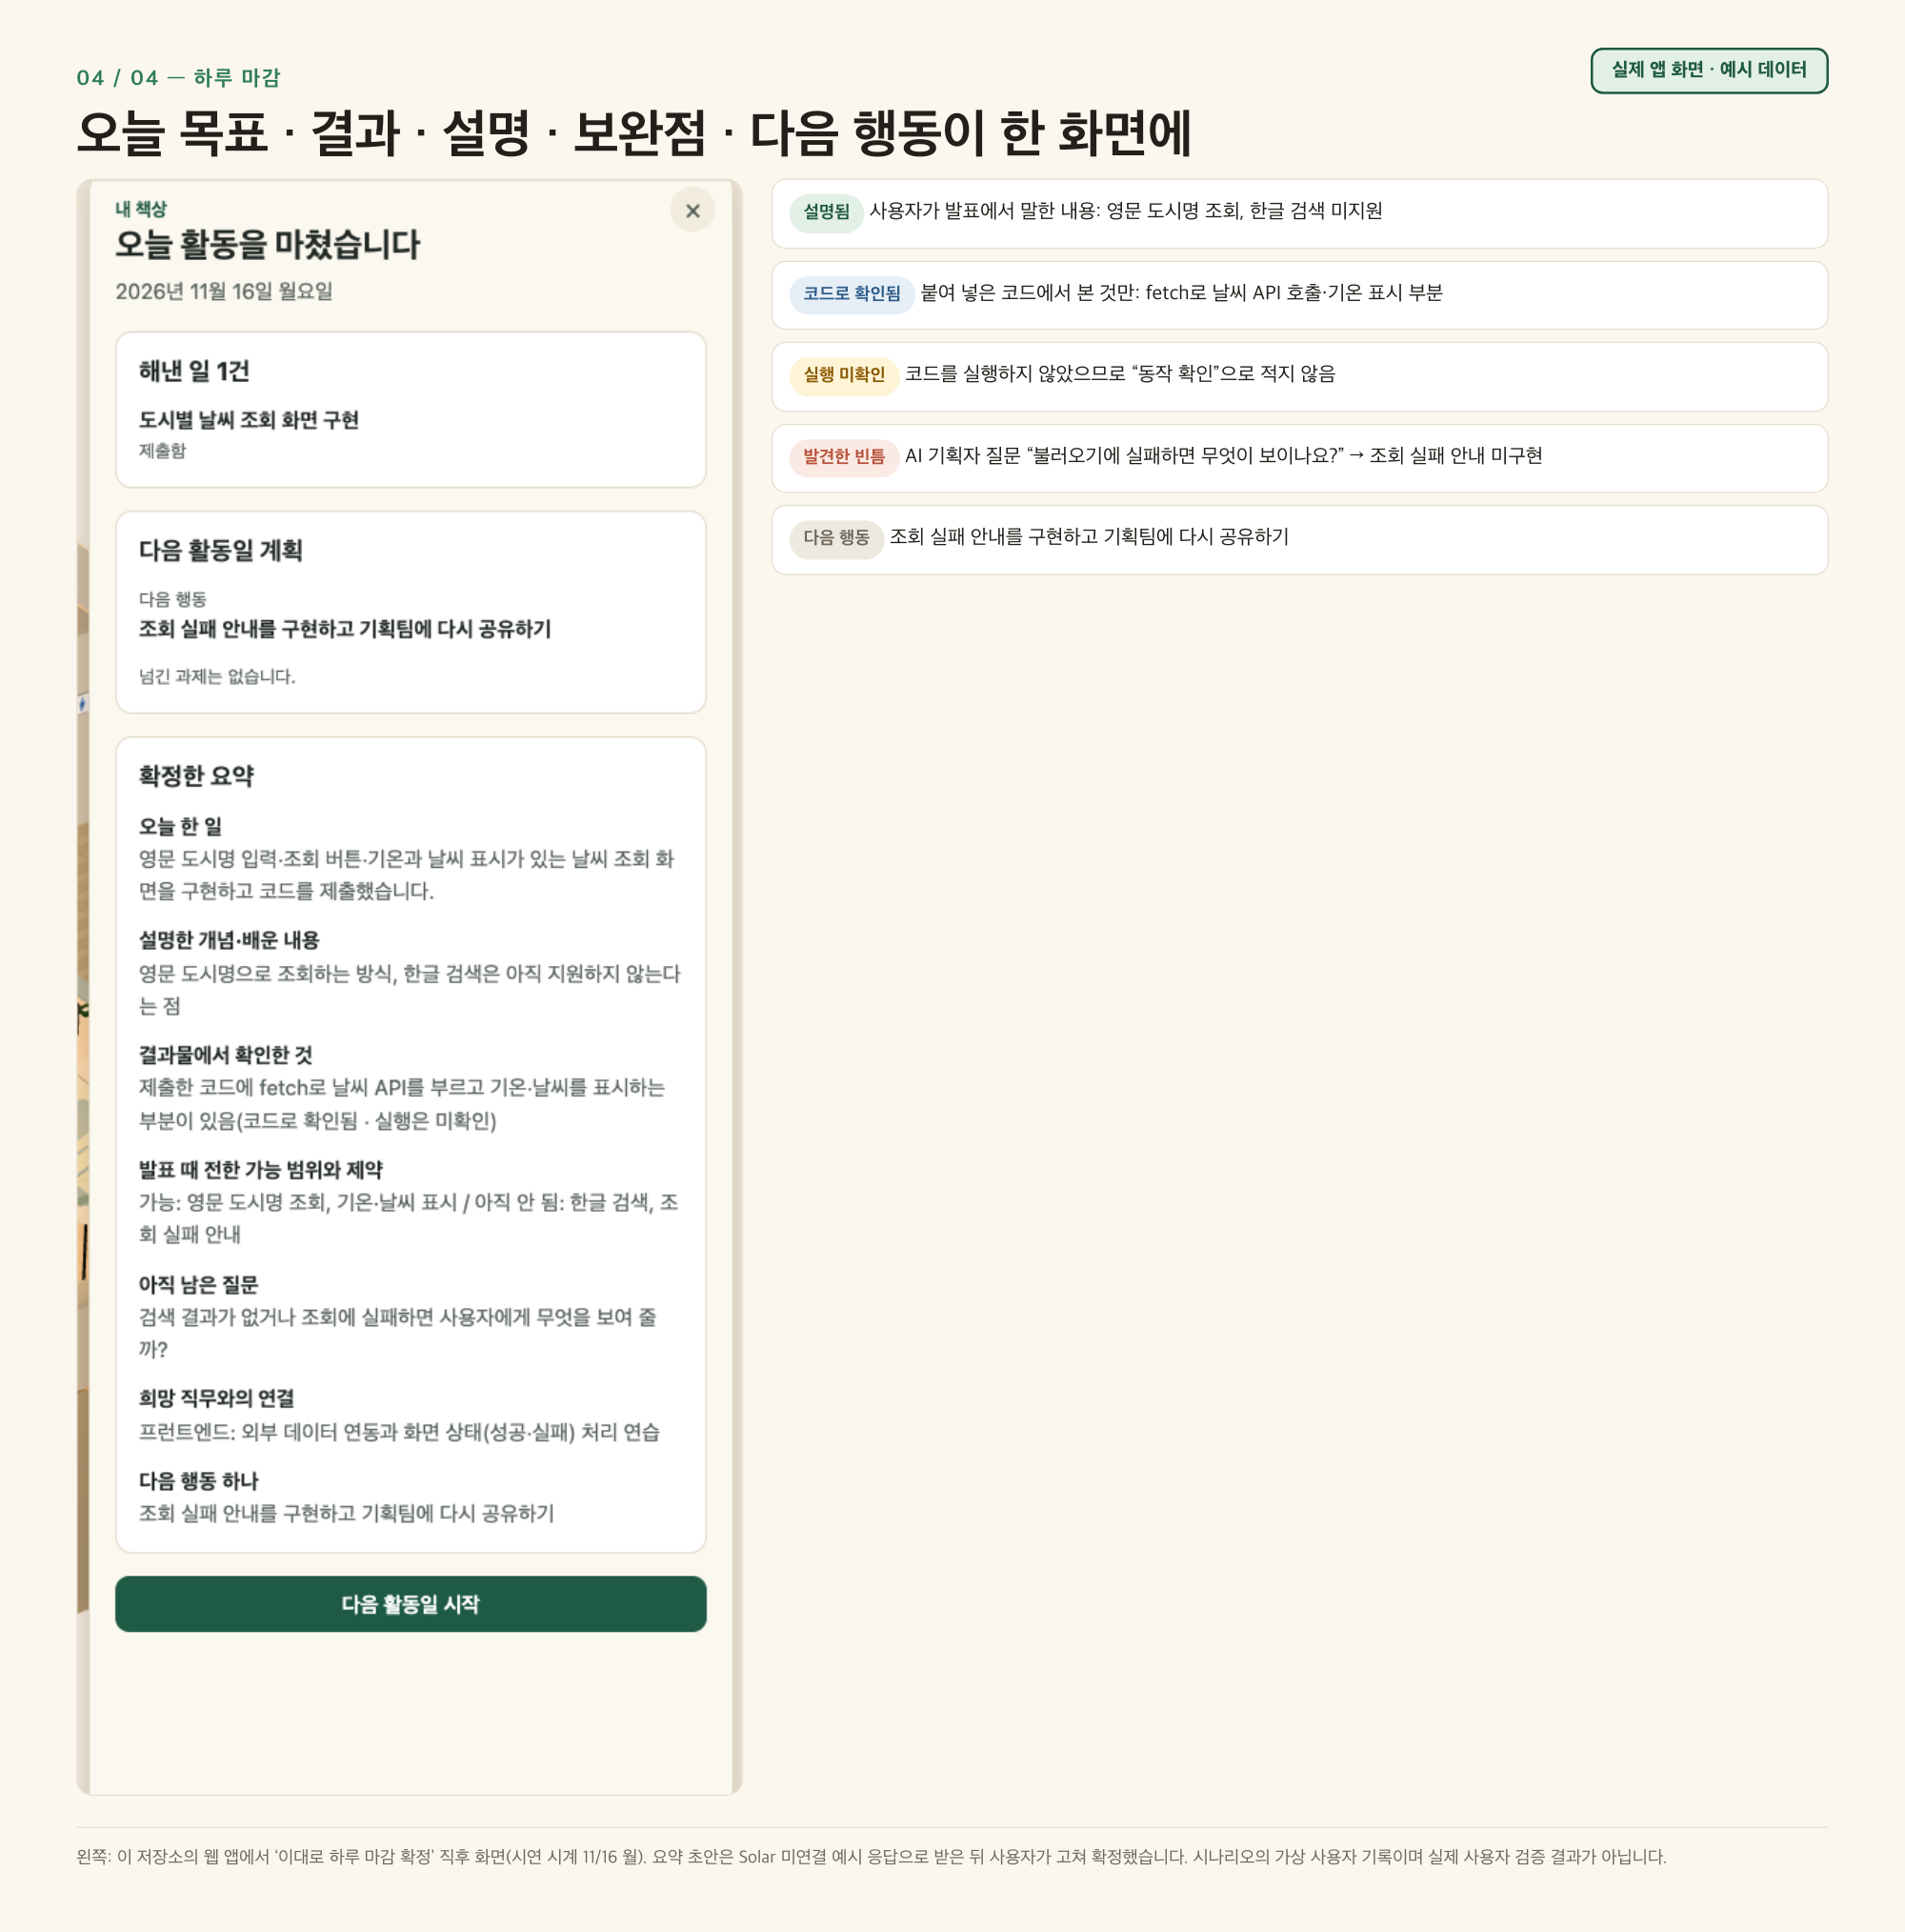 04 / 04 — 하루 마감
실제 앱 화면 · 예시 데이터
오늘 목표 · 결과 · 설명 · 보완점 · 다음 행동이 한 화면에
내 책상
오늘 활동을 마쳤습니다
×
2026년 11월 16일 월요일
해낸 일 1건
도시별 날씨 조회 화면 구현
제출함
다음 활동일 계획
다음 행동
조회 실패 안내를 구현하고 기획팀에 다시 공유하기
넘긴 과제는 없습니다.
확정한 요약
오늘 한 일
영문 도시명 입력·조회 버튼·기온과 날씨 표시가 있는 날씨 조회 화
면을 구현하고 코드를 제출했습니다.
설명한 개념·배운 내용
영문 도시명으로 조회하는 방식, 한글 검색은 아직 지원하지 않는다
는 점
결과물에서 확인한 것
제출한 코드에 fetch로 날씨 API를 부르고 기온·날씨를 표시하는
부분이 있음(코드로 확인됨 · 실행은 미확인)
발표 때 전한 가능 범위와 제약
가능: 영문 도시명 조회, 기온·날씨 표시 / 아직 안 됨: 한글 검색, 조
회 실패 안내
아직 남은 질문
검색 결과가 없거나 조회에 실패하면 사용자에게 무엇을 보여 줄
까?
희망 직무와의 연결
프런트엔드: 외부 데이터 연동과 화면 상태(성공·실패) 처리 연습
다음 행동 하나
조회 실패 안내를 구현하고 기획팀에 다시 공유하기
다음 활동일 시작
설명됨 사용자가 발표에서 말한 내용: 영문 도시명 조회, 한글 검색 미지원
코드로 확인됨 붙여 넣은 코드에서 본 것만: fetch로 날씨 API 호출·기온 표시 부분
실행 미확인 코드를 실행하지 않았으므로 “동작 확인”으로 적지 않음
발견한 빈틈 AI 기획자 질문 “불러오기에 실패하면 무엇이 보이나요?” → 조회 실패 안내 미구현
다음 행동 조회 실패 안내를 구현하고 기획팀에 다시 공유하기
왼쪽: 이 저장소의 웹 앱에서 ‘이대로 하루 마감 확정’ 직후 화면(시연 시계 11/16 월). 요약 초안은 Solar 미연결 예시 응답으로 받은 뒤 사용자가 고쳐 확정했습니다. 시나리오의 가상 사용자 기록이며 실제 사용자 검증 결과가 아닙니다.